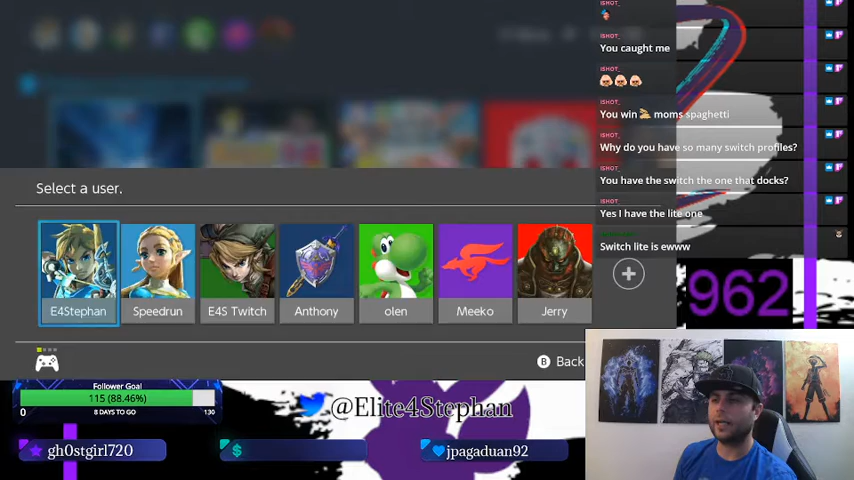 ISHOT_
You caught me
ISHOT_
ISHOT_
You win moms spaghetti
ISHOT_
Why do you have so many switch profiles?
ISHOT_
You have the switch the one that docks?
ISHOT_
Yes I have the lite one
Switch lite is ewww
Select a user.
E4Stephan
Speedrun
E4S Twitch
Anthony
olen
Meeko
Jerry
+
962
B Back
Follower Goal
115 (88.46%)
0
8 DAYS TO GO
130
@Elite4Stephan
gh0stgirl720
$
jpagaduan92